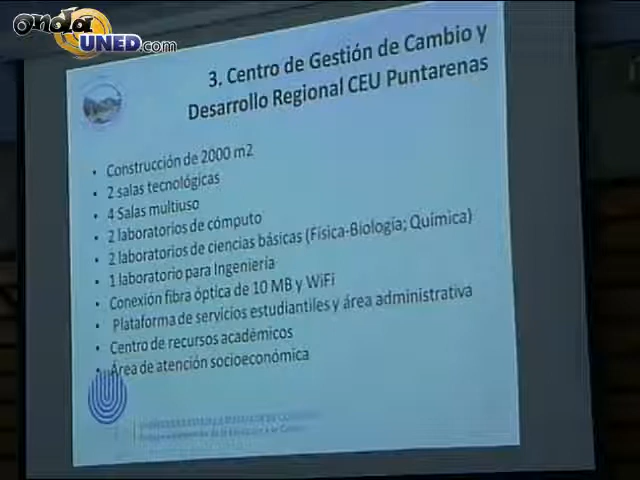 onda
UNED.com
3. Centro de Gestión de Cambio y
Desarrollo Regional CEU Puntarenas
• Construcción de 2000 m2
• 2 salas tecnológicas
• 4 Salas multiuso
• 2 laboratorios de cómputo
• 2 laboratorios de ciencias básicas (Física-Biología; Química)
• 1 laboratorio para Ingeniería
• Conexión fibra óptica de 10 MB y WiFi
• Plataforma de servicios estudiantiles y área administrativa
• Centro de recursos académicos
• Área de atención socioeconómica